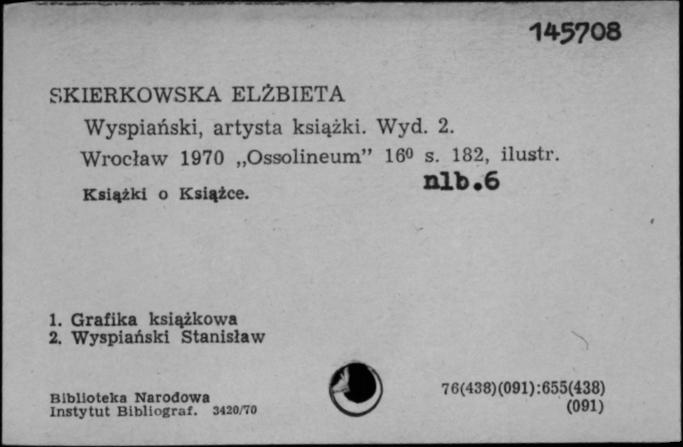 145708
SKIERKOWSKA ELŻBIETA
Wyspiański, artysta książki. Wyd. 2.
Wrocław 1970 „Ossolineum” 16⁰ s. 182, ilustr.
nlb.6
Książki o Książce.
1. Grafika książkowa
2. Wyspiański Stanisław
Biblioteka Narodowa
Instytut Bibliograf. 3420/70
76(438)(091):655(438)
(091)